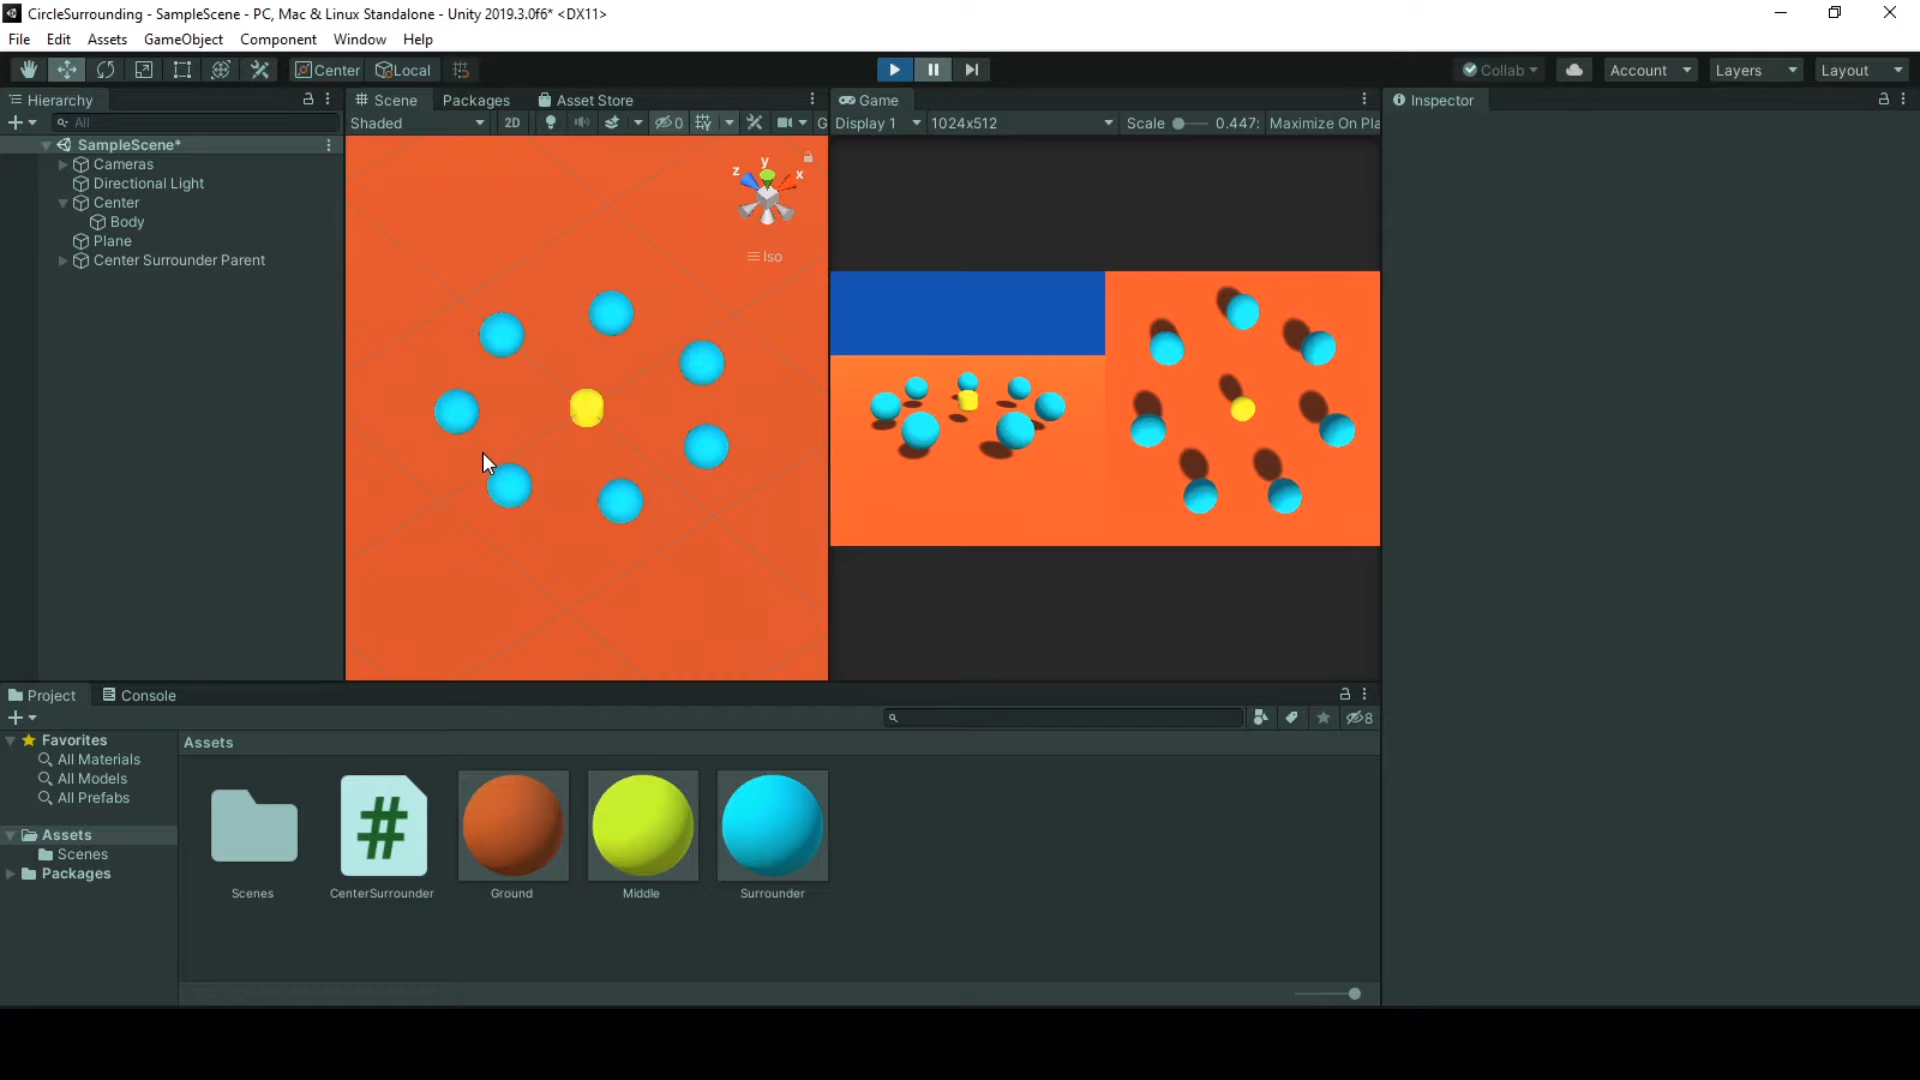 CircleSurrounding - SampleScene - PC, Mac & Linux Standalone - Unity 2019.3.0f6* <DX11>
File Edit Assets GameObject Component Window Help
Center Local Collab Account Layers Layout
Hierarchy
All
SampleScene*
Cameras
Directional Light
Center
Body
Plane
Center Surrounder Parent
Scene Packages Asset Store
Shaded 2D 0 G
y
z x
Iso
Game
Display 1 1024x512 Scale 0.447: Maximize On Pla
Inspector
Project Console
8
Favorites
All Materials
All Models
All Prefabs
Assets
Scenes
Packages
Assets
#
Scenes CenterSurrounder Ground Middle Surrounder